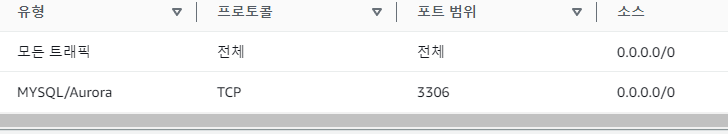 유형 프로토콜 포트 범위 소스
모든 트래픽 전체 전체 0.0.0.0/0
MYSQL/Aurora TCP 3306 0.0.0.0/0